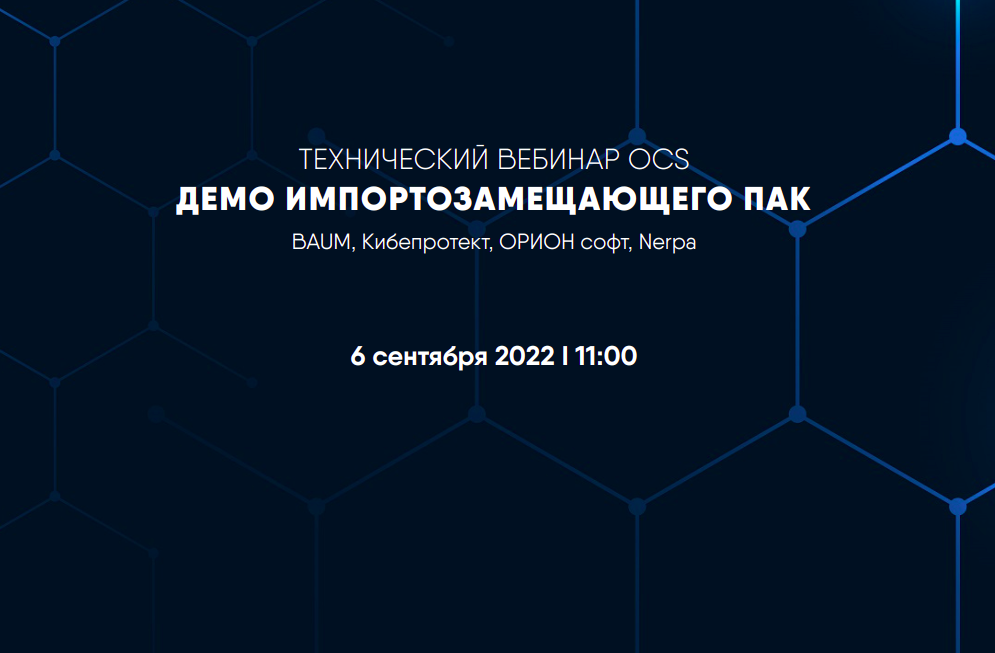 ТЕХНИЧЕСКИЙ ВЕБИНАР OCS
ДЕМО ИМПОРТОЗАМЕЩАЮЩЕГО ПАК
BAUM, Кибепротект, ОРИОН софт, Nerpa
6 сентября 2022 I 11:00